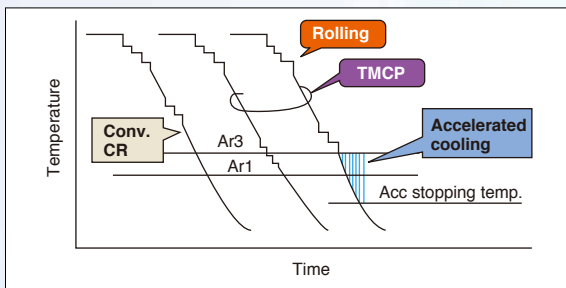 Rolling
TMCP
Conv.
CR
Accelerated
cooling
Ar3
Ar1
Acc stopping temp.
Temperature
Time